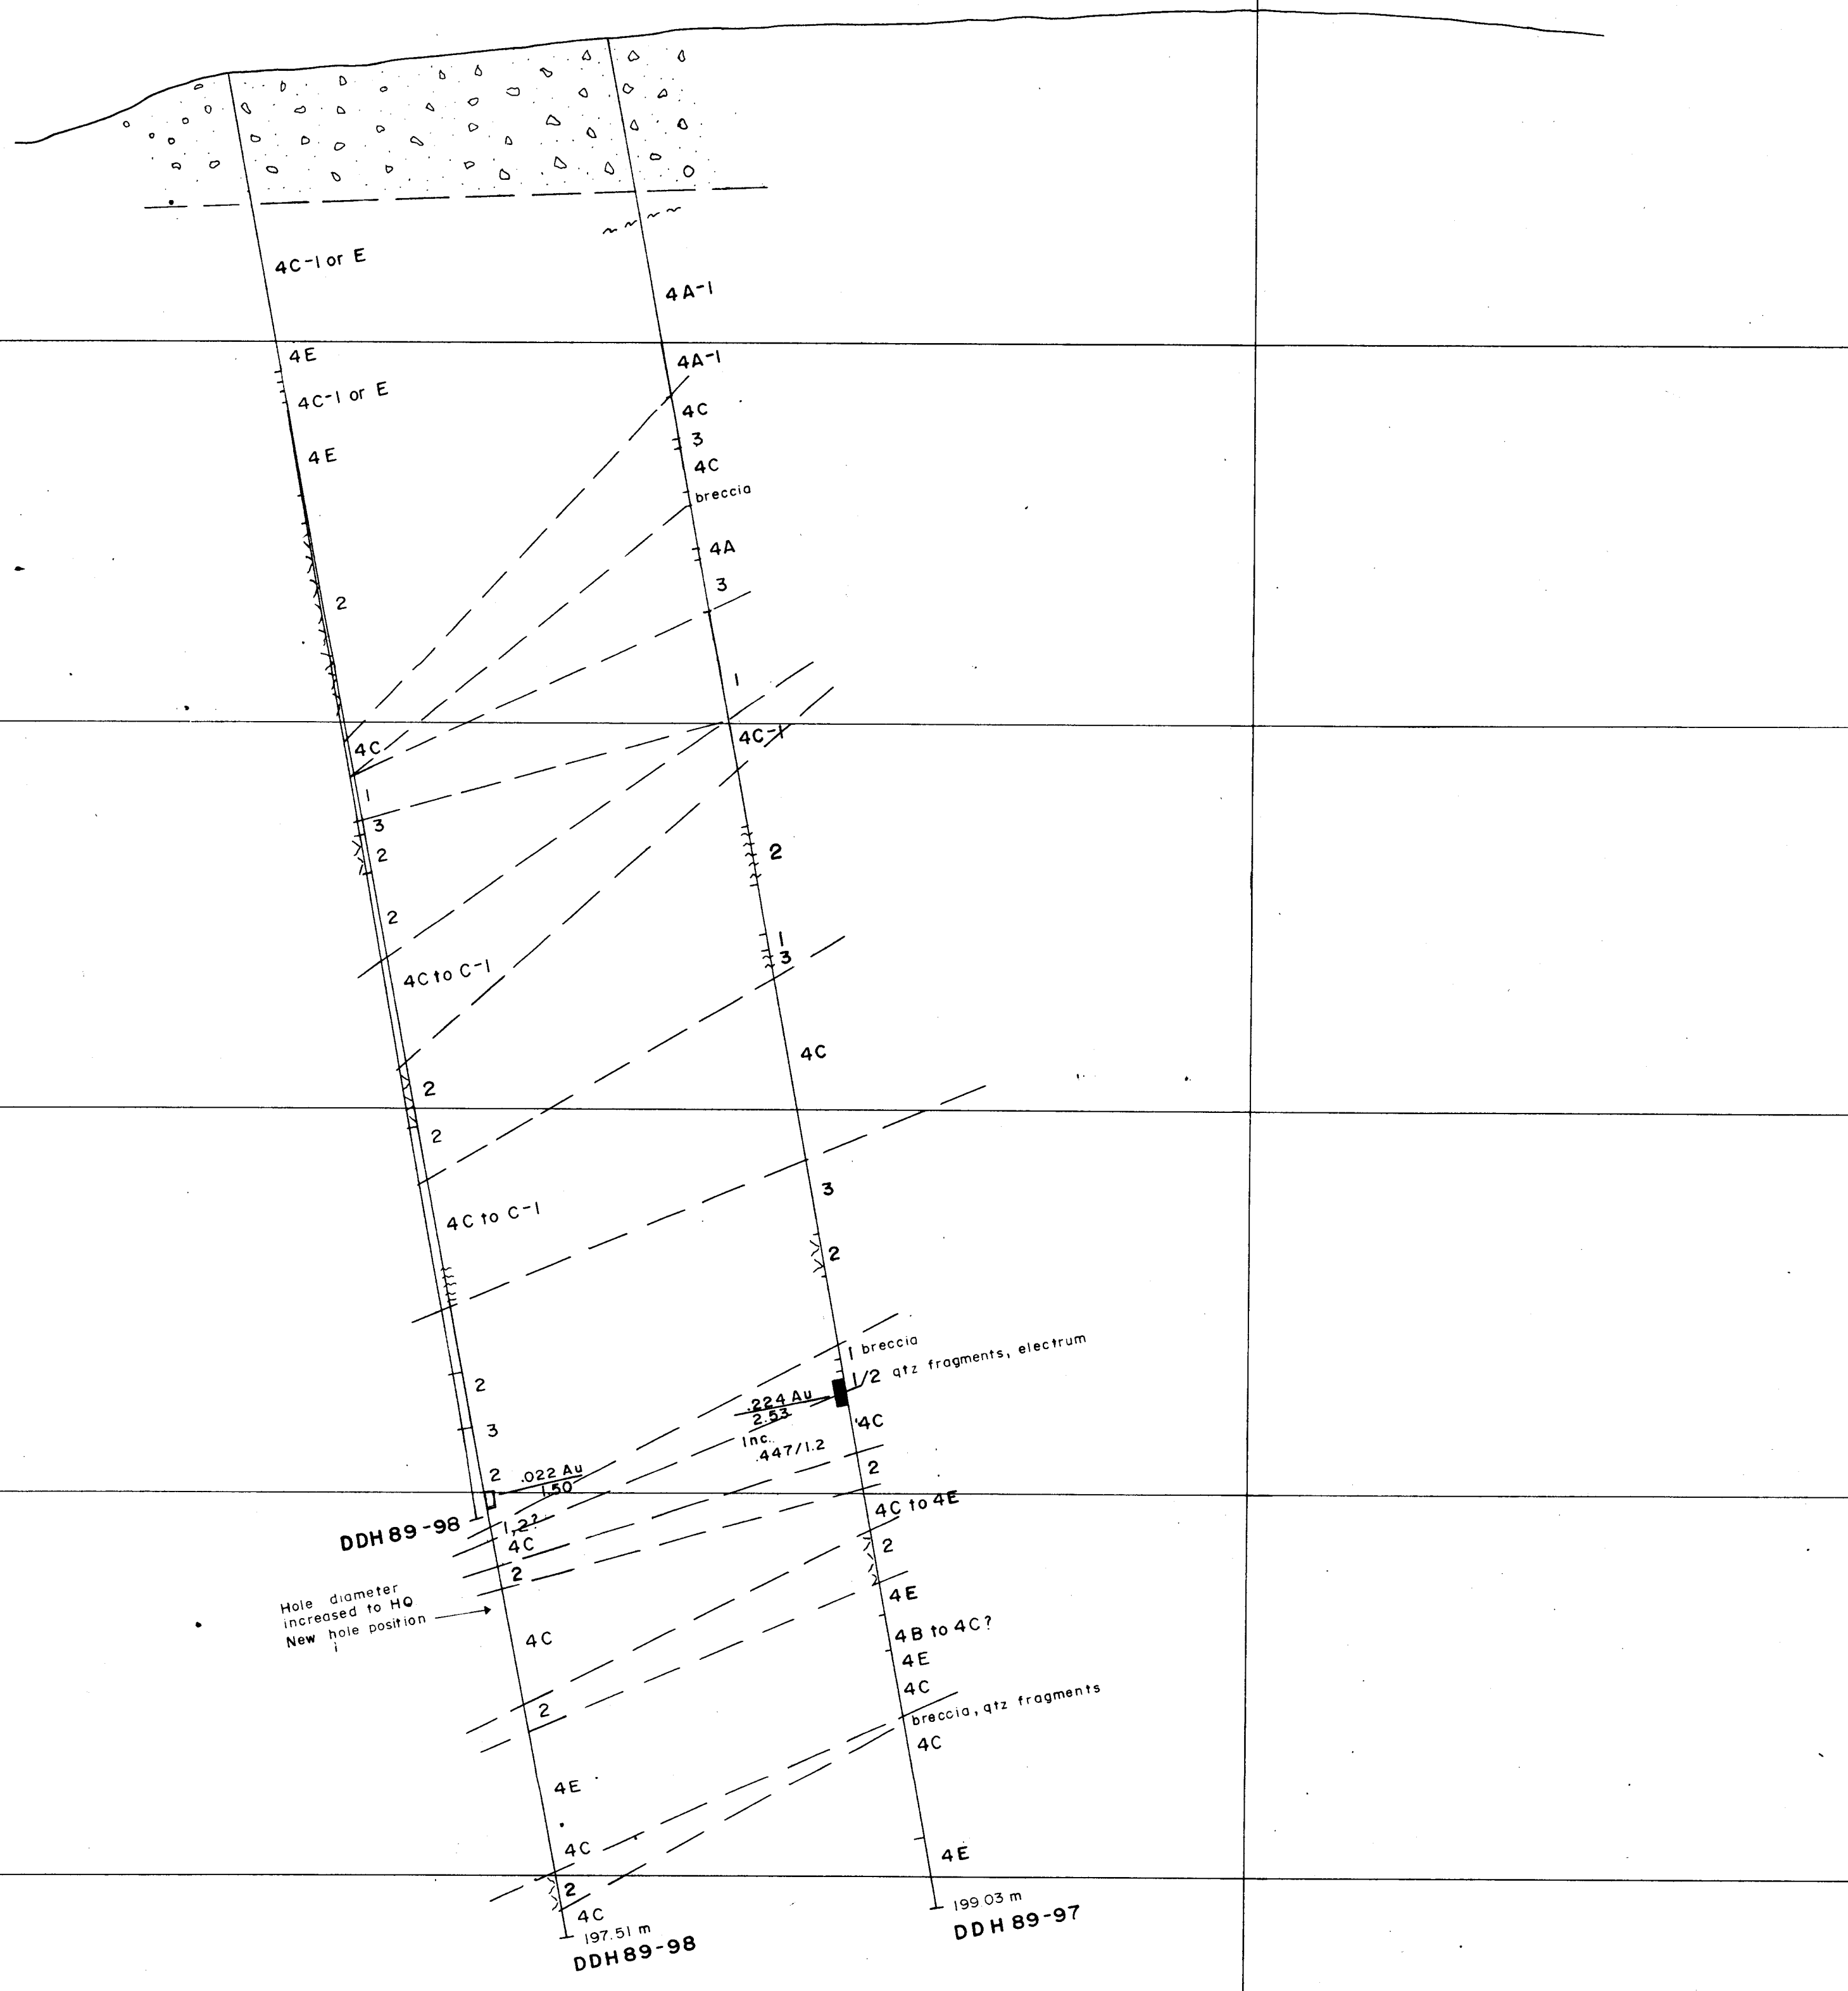 4C-1 or E
4E
4C-1 or E
4E
2
4C
1
3
2
2
4C to C-1
2
2
4C to C-1
2
3
2
.022 Au
1.50
DDH 89-98
1,2?
4C
2
Hole diameter
increased to HQ
New hole position
4C
2
4E
4C
2
4C
197.51 m
DDH 89-98
4A-1
4A-1
4C
3
4C
breccia
4A
3
1
4C-1
2
1
3
4C
3
2
1 breccia
1/2 qtz fragments, electrum
.224 Au
2.53
Inc.
.447/1.2
4C
2
4C to 4E
2
4E
4B to 4C?
4E
4C
breccia, qtz fragments
4C
4E
199.03 m
DDH 89-97